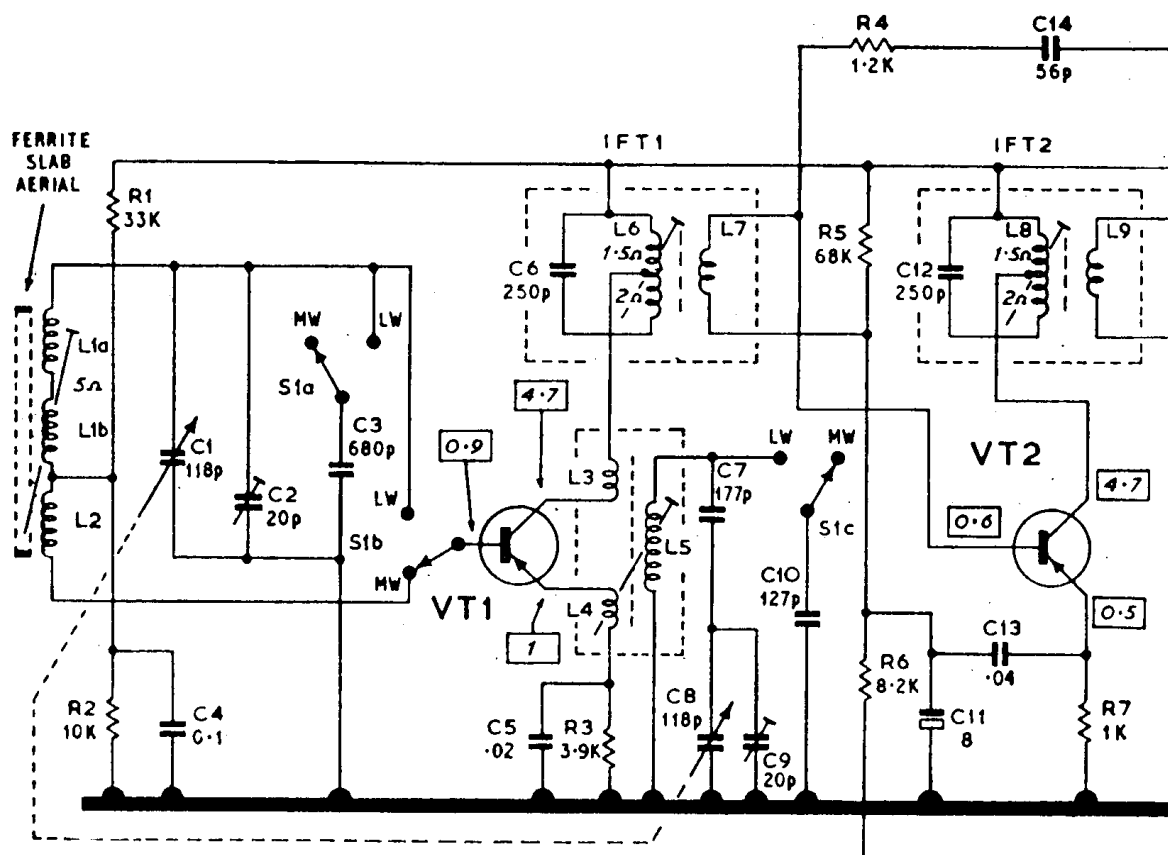 R4
1·2K
C14
56p
FERRITE
SLAB
AERIAL
IFT1
IFT2
R1
33K
L6
1·5Ω
2Ω
L7
C6
250p
R5
68K
C12
250p
L8
1·5Ω
2Ω
L9
L1a
5Ω
L1b
L2
MW
LW
S1a
C3
680p
C1
118p
C2
20p
LW
S1b
MW
0·9
4·7
VT1
1
L3
L4
L5
C7
177p
LW
MW
S1c
C10
127p
VT2
4·7
0·6
0·5
R2
10K
C4
0·1
C5
·02
R3
3·9K
C8
118p
C9
20p
R6
8·2K
C13
·04
C11
8
R7
1K